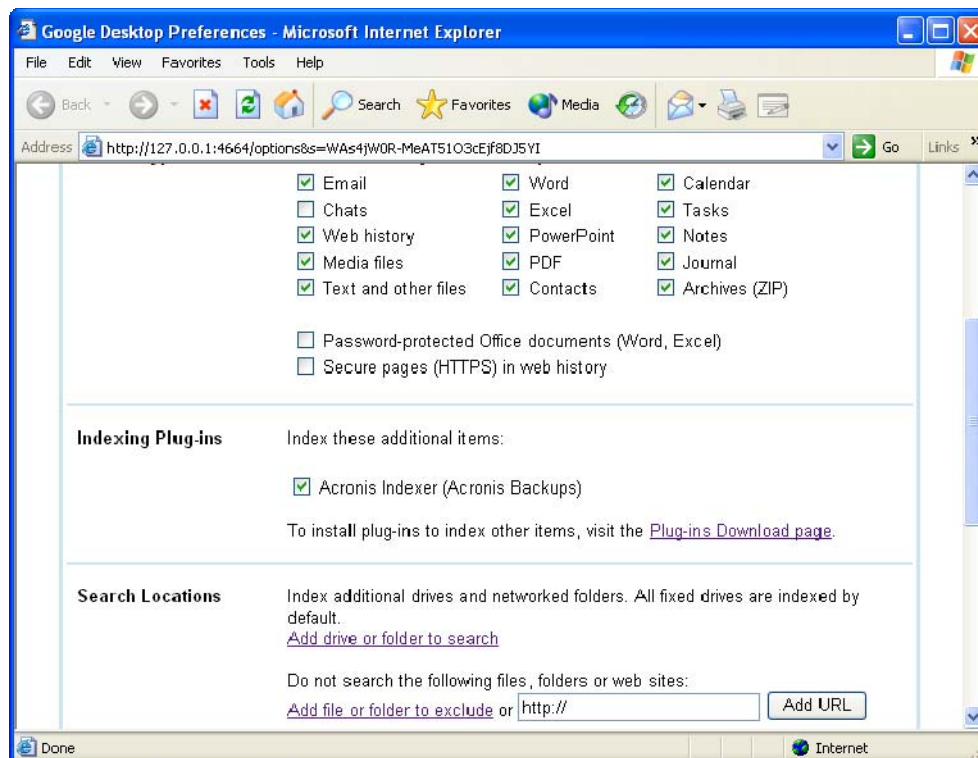 Google Desktop Preferences - Microsoft Internet Explorer
File Edit View Favorites Tools Help
Back Search Favorites Media
Address http://127.0.0.1:4664/options&s=WAs4jW0R-MeAT51O3cEjf8DJ5YI Go Links »
Email Word Calendar
Chats Excel Tasks
Web history PowerPoint Notes
Media files PDF Journal
Text and other files Contacts Archives (ZIP)
Password-protected Office documents (Word, Excel)
Secure pages (HTTPS) in web history
Indexing Plug-ins Index these additional items:
Acronis Indexer (Acronis Backups)
To install plug-ins to index other items, visit the Plug-ins Download page.
Search Locations Index additional drives and networked folders. All fixed drives are indexed by
default.
Add drive or folder to search
Do not search the following files, folders or web sites:
Add file or folder to exclude or http:// Add URL
Done Internet